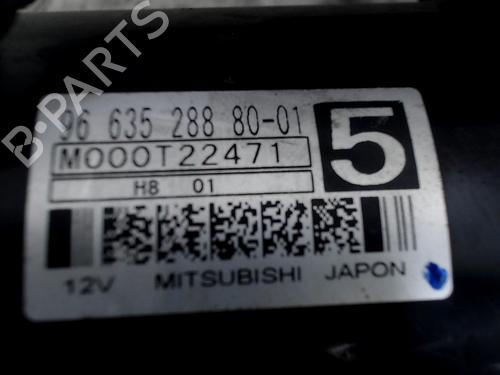 B-PARTS
96 635 288 80-01
5
M000T22471
H8 01
12V MITSUBISHI JAPON